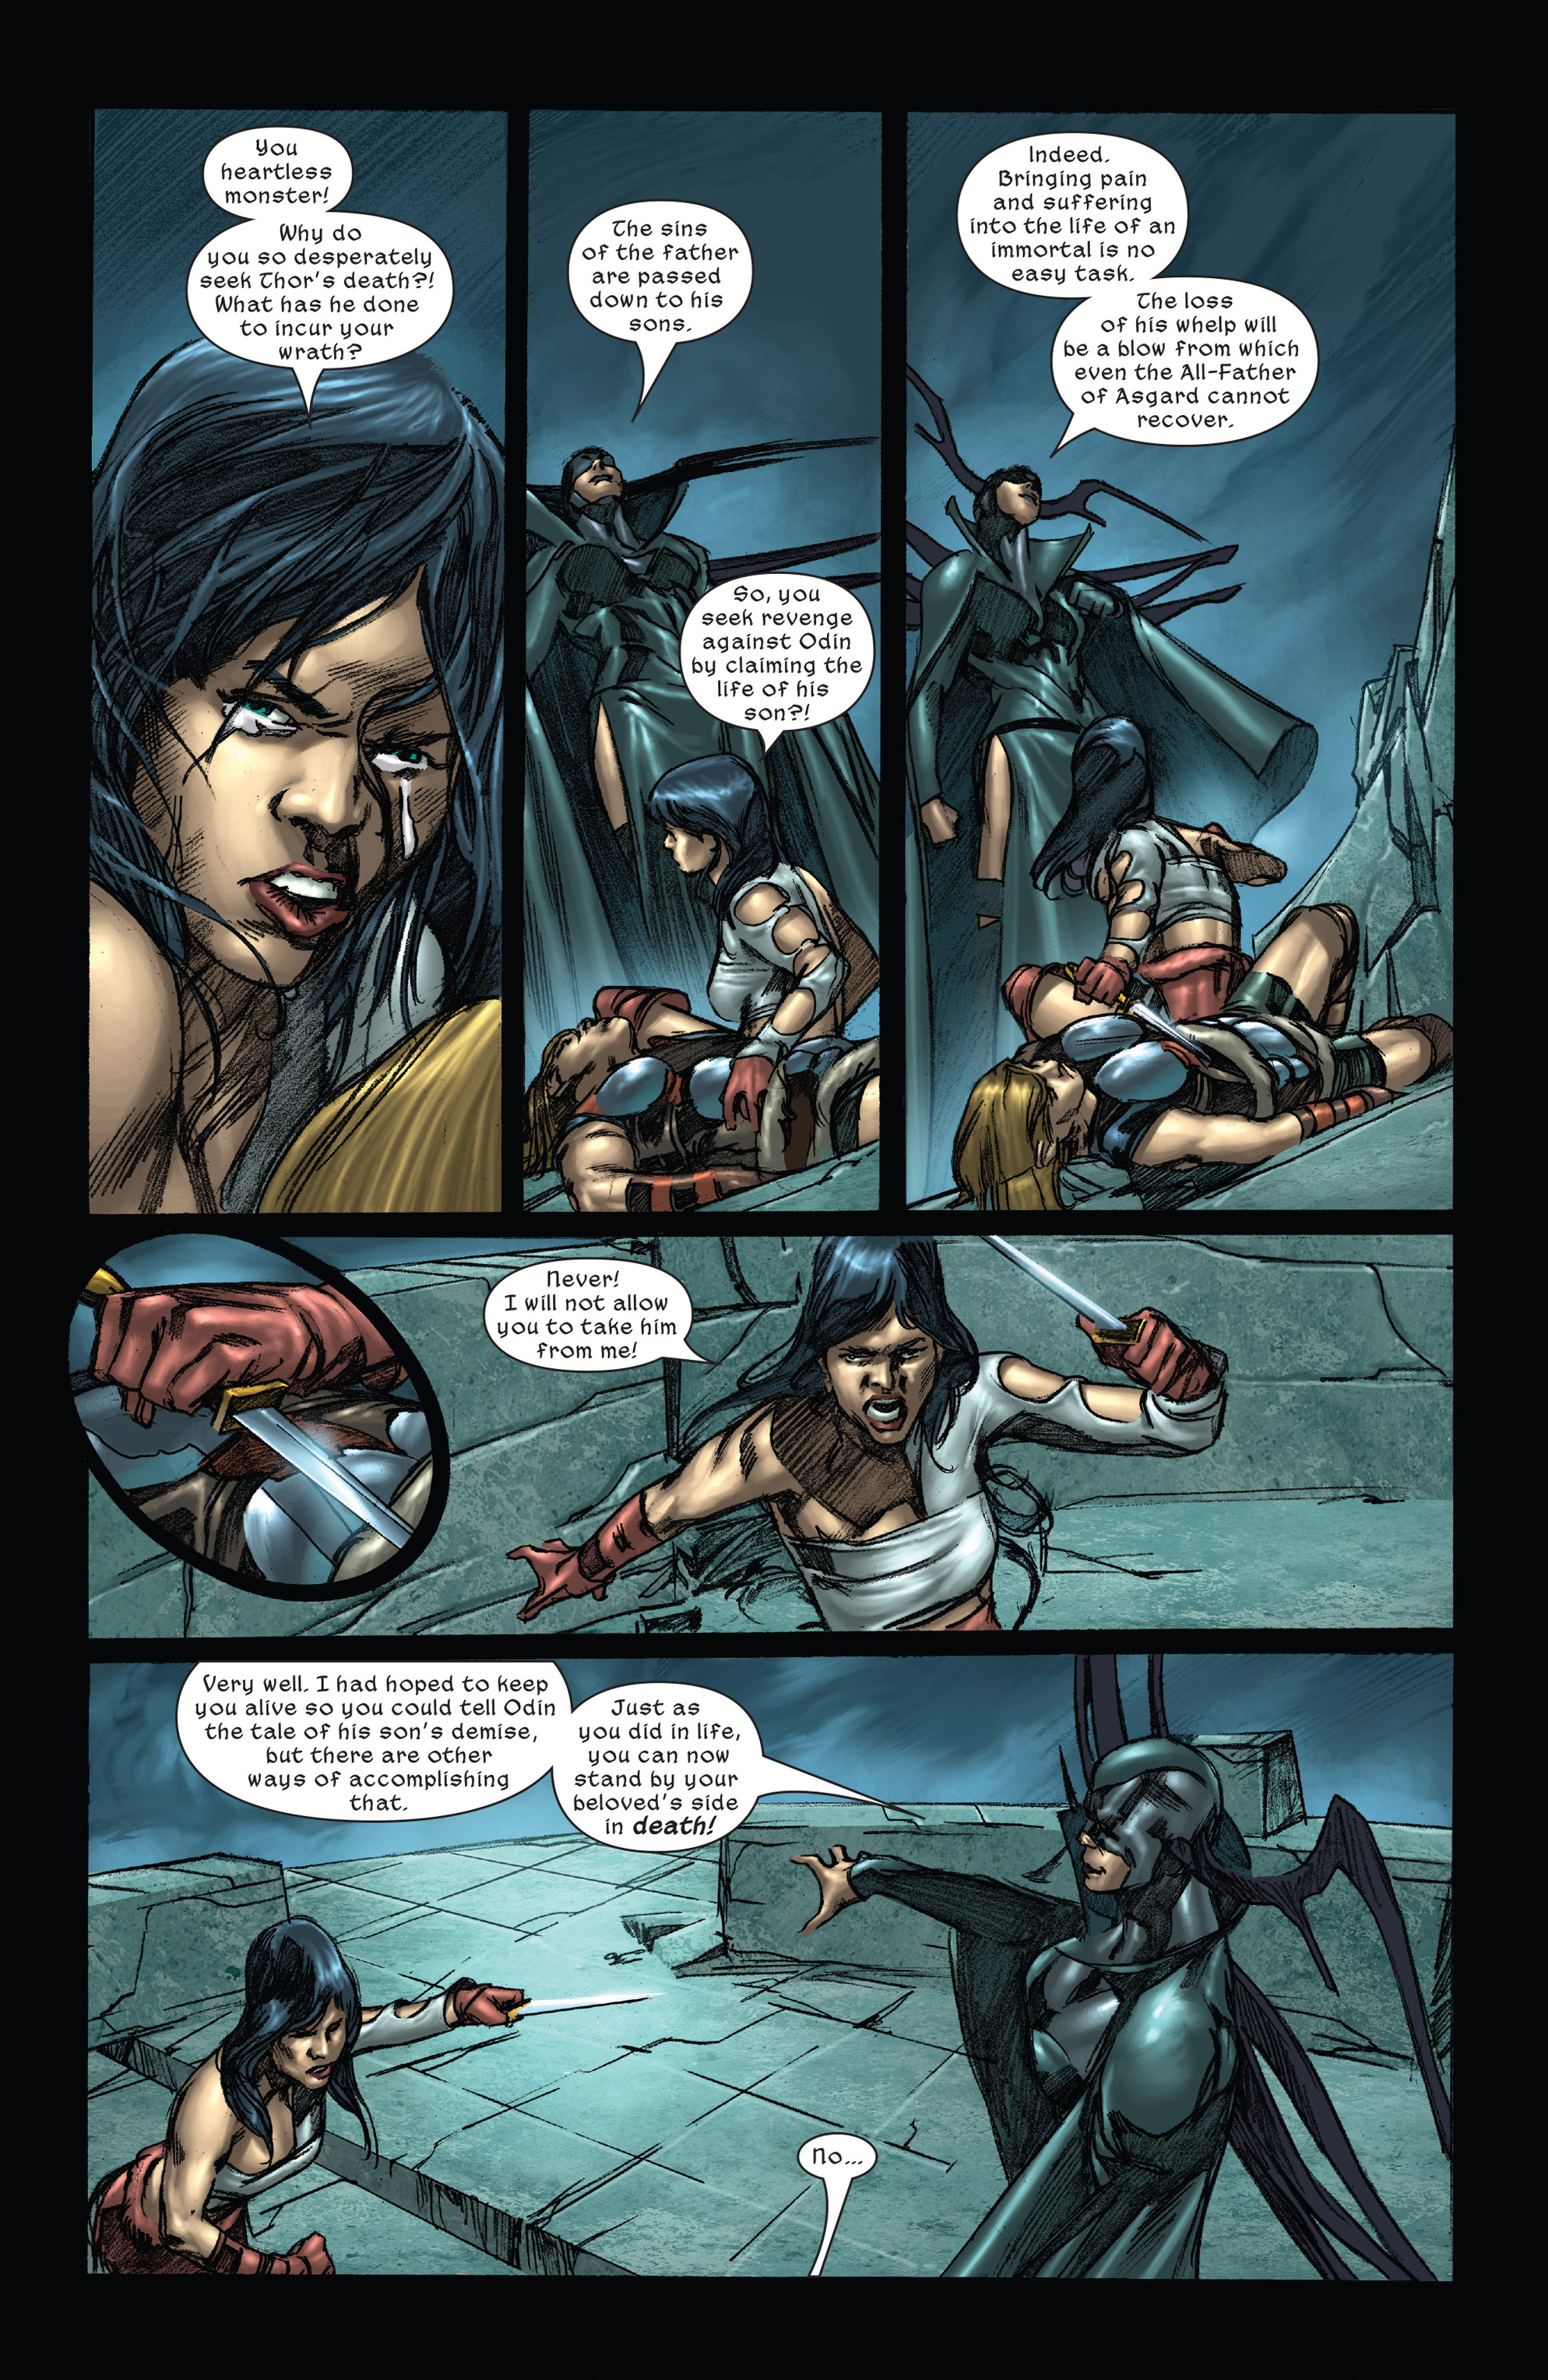 You
heartless
monster!
Why do
you so desperately
seek Thor's death?!
What has he done
to incur your
wrath?
The sins
of the father
are passed
down to his
sons.
So, you
seek revenge
against Odin
by claiming the
life of his
son?!
Indeed.
Bringing pain
and suffering
into the life of an
immortal is no
easy task.
The loss
of his whelp will
be a blow from which
even the All-Father
of Asgard cannot
recover.
Never!
I will not allow
you to take him
from me!
Very well. I had hoped to keep
you alive so you could tell Odin
the tale of his son's demise,
but there are other
ways of accomplishing
that.
Just as
you did in life,
you can now
stand by your
beloved's side
in death!
No...